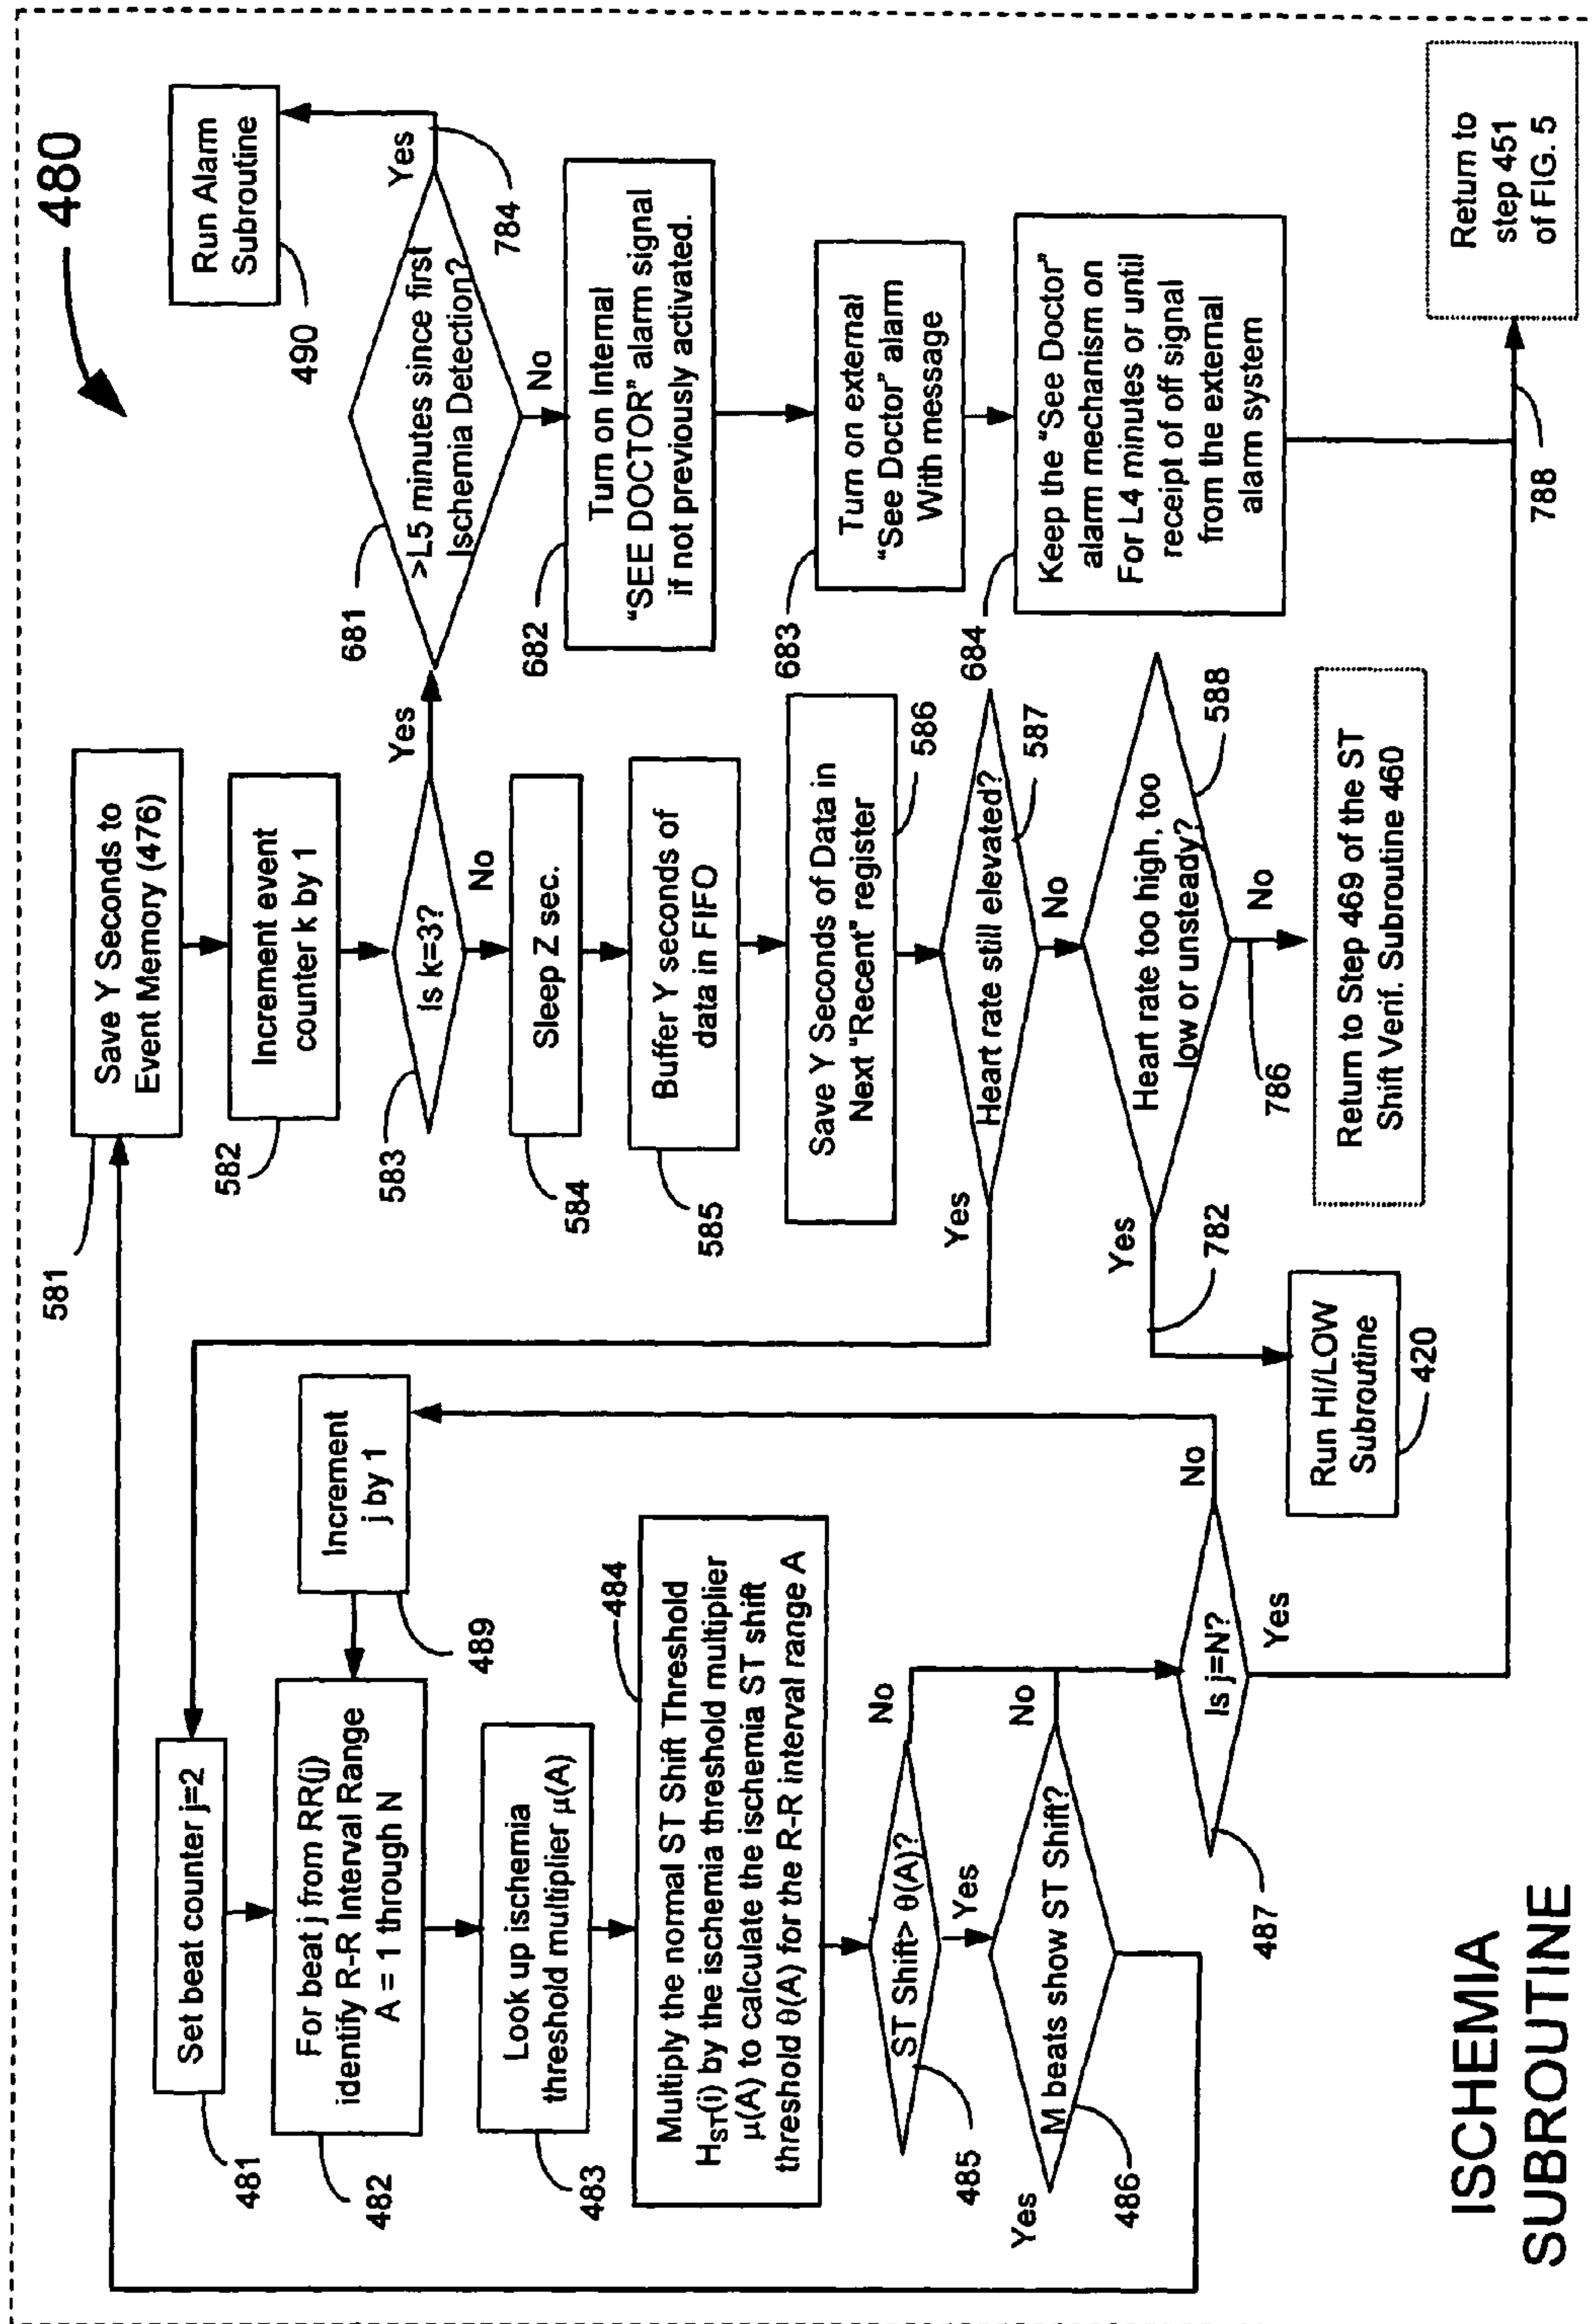 480
Set beat counter j=2
481
For beat j from RR(j)
identify R-R Interval Range
A = 1 through N
482
Increment
j by 1
489
Look up ischemia
threshold multiplier μ(A)
483
484
Multiply the normal ST Shift Threshold
HST(i) by the ischemia threshold multiplier
μ(A) to calculate the ischemia ST shift
threshold θ(A) for the R-R interval range A
ST Shift> θ(A)?
No
Yes
485
M beats show ST Shift?
No
Yes
486
Is j=N?
No
Yes
487
581
Save Y Seconds to
Event Memory (476)
Increment event
counter k by 1
582
Is k=3?
Yes
No
583
Sleep Z sec.
584
Buffer Y seconds of
data in FIFO
585
Save Y Seconds of Data in
Next "Recent" register
586
Heart rate still elevated?
Yes
No
587
Heart rate too high, too
low or unsteady?
Yes
No
588
782
786
Run HI/LOW
Subroutine
420
Return to Step 469 of the ST
Shift Verif. Subroutine 460
681
>L5 minutes since first
Ischemia Detection?
Yes
No
784
Run Alarm
Subroutine
490
682
Turn on Internal
"SEE DOCTOR" alarm signal
if not previously activated.
683
Turn on external
"See Doctor" alarm
With message
684
Keep the "See Doctor"
alarm mechanism on
For L4 minutes or until
receipt of off signal
from the external
alarm system
788
Return to
step 451
of FIG. 5
ISCHEMIA
SUBROUTINE